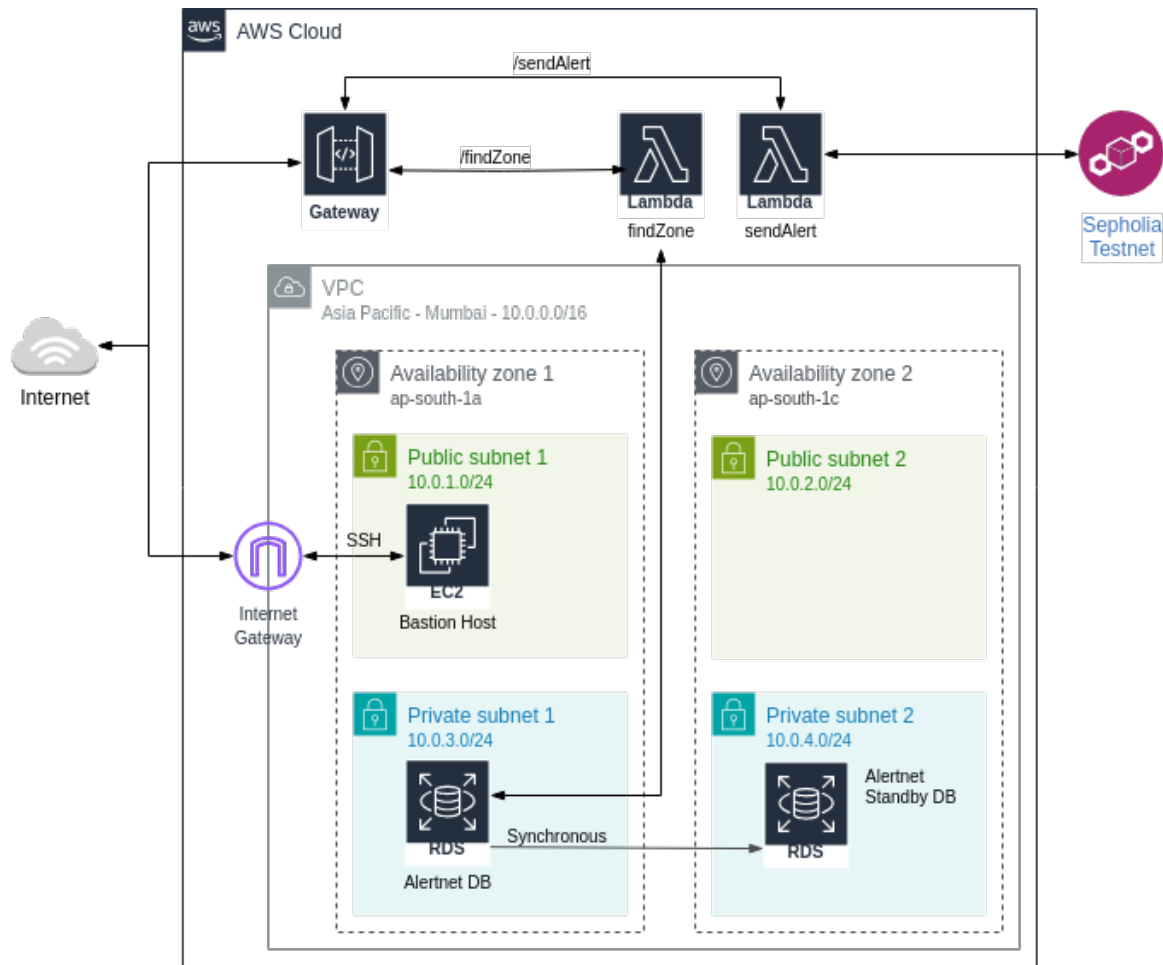 aws
AWS Cloud
/sendAlert
/findZone
</>
Gateway
Lambda
findZone
Lambda
sendAlert
Sepholia
Testnet
VPC
Asia Pacific - Mumbai - 10.0.0.0/16
Internet
Availability zone 1
ap-south-1a
Availability zone 2
ap-south-1c
Public subnet 1
10.0.1.0/24
Public subnet 2
10.0.2.0/24
SSH
EC2
Bastion Host
Internet
Gateway
Private subnet 1
10.0.3.0/24
Private subnet 2
10.0.4.0/24
Alertnet
Standby DB
Synchronous
RDS
RDS
Alertnet DB